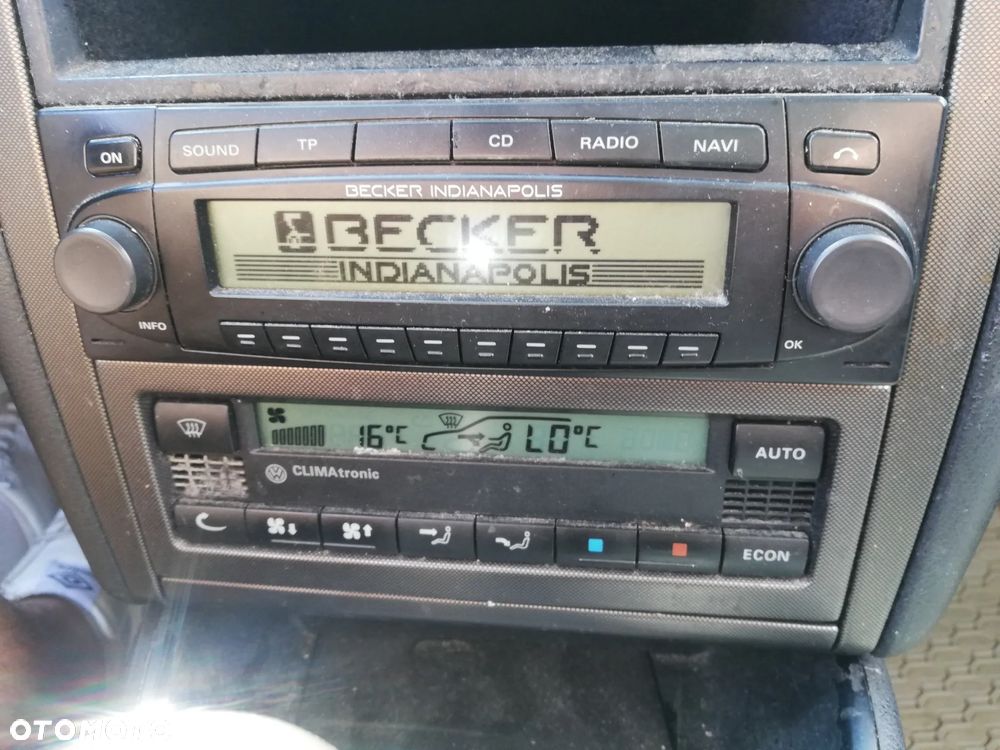 ON SOUND TP CD RADIO NAVI
BECKER INDIANAPOLIS
BECKER
INDIANAPOLIS
INFO OK
16°C LO°C
AUTO
CLIMAtronic
ECON
OTOMOTO